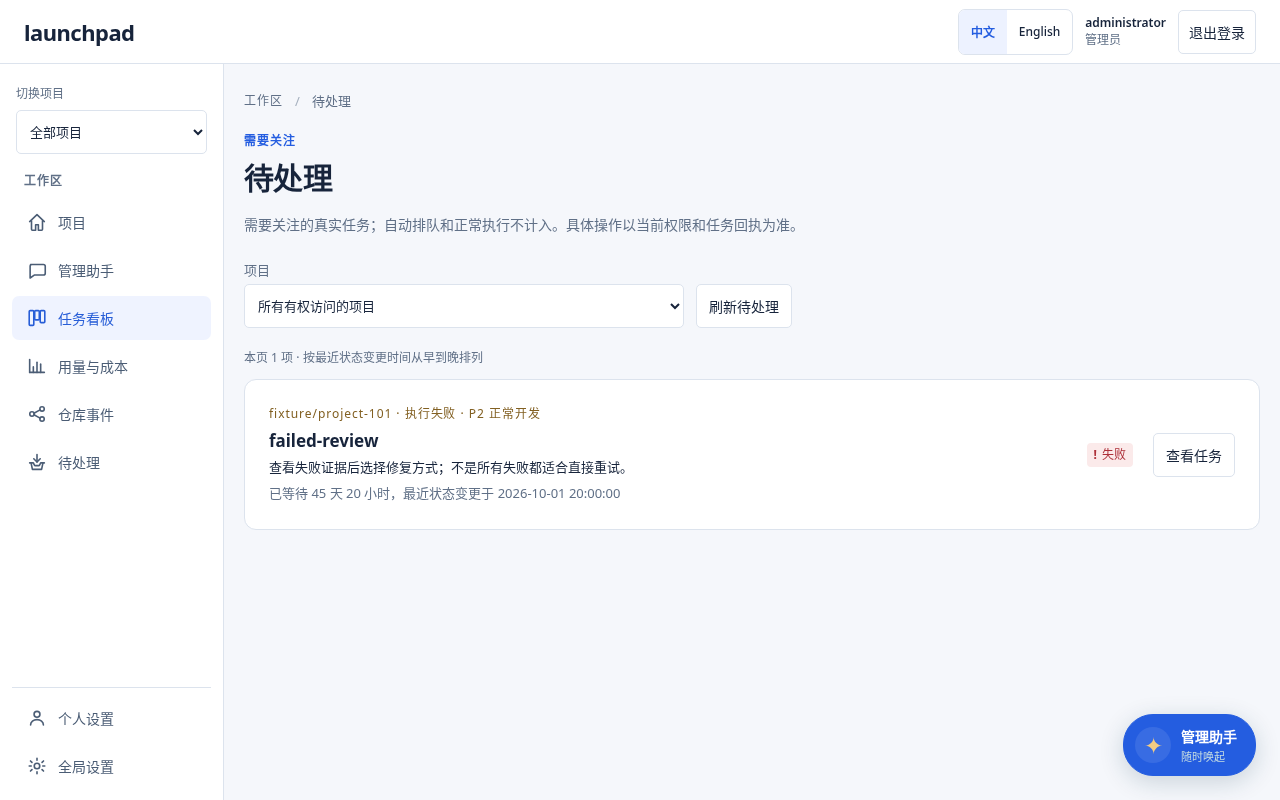 launchpad
中文
English
administrator
管理员
退出登录
切换项目
全部项目
工作区
项目
管理助手
任务看板
用量与成本
仓库事件
待处理
个人设置
全局设置
工作区 / 待处理
需要关注
待处理
需要关注的真实任务；自动排队和正常执行不计入。具体操作以当前权限和任务回执为准。
项目
所有有权访问的项目
刷新待处理
本页 1 项 · 按最近状态变更时间从早到晚排列
fixture/project-101 · 执行失败 · P2 正常开发
failed-review
查看失败证据后选择修复方式；不是所有失败都适合直接重试。
已等待 45 天 20 小时，最近状态变更于 2026-10-01 20:00:00
! 失败
查看任务
管理助手
随时唤起